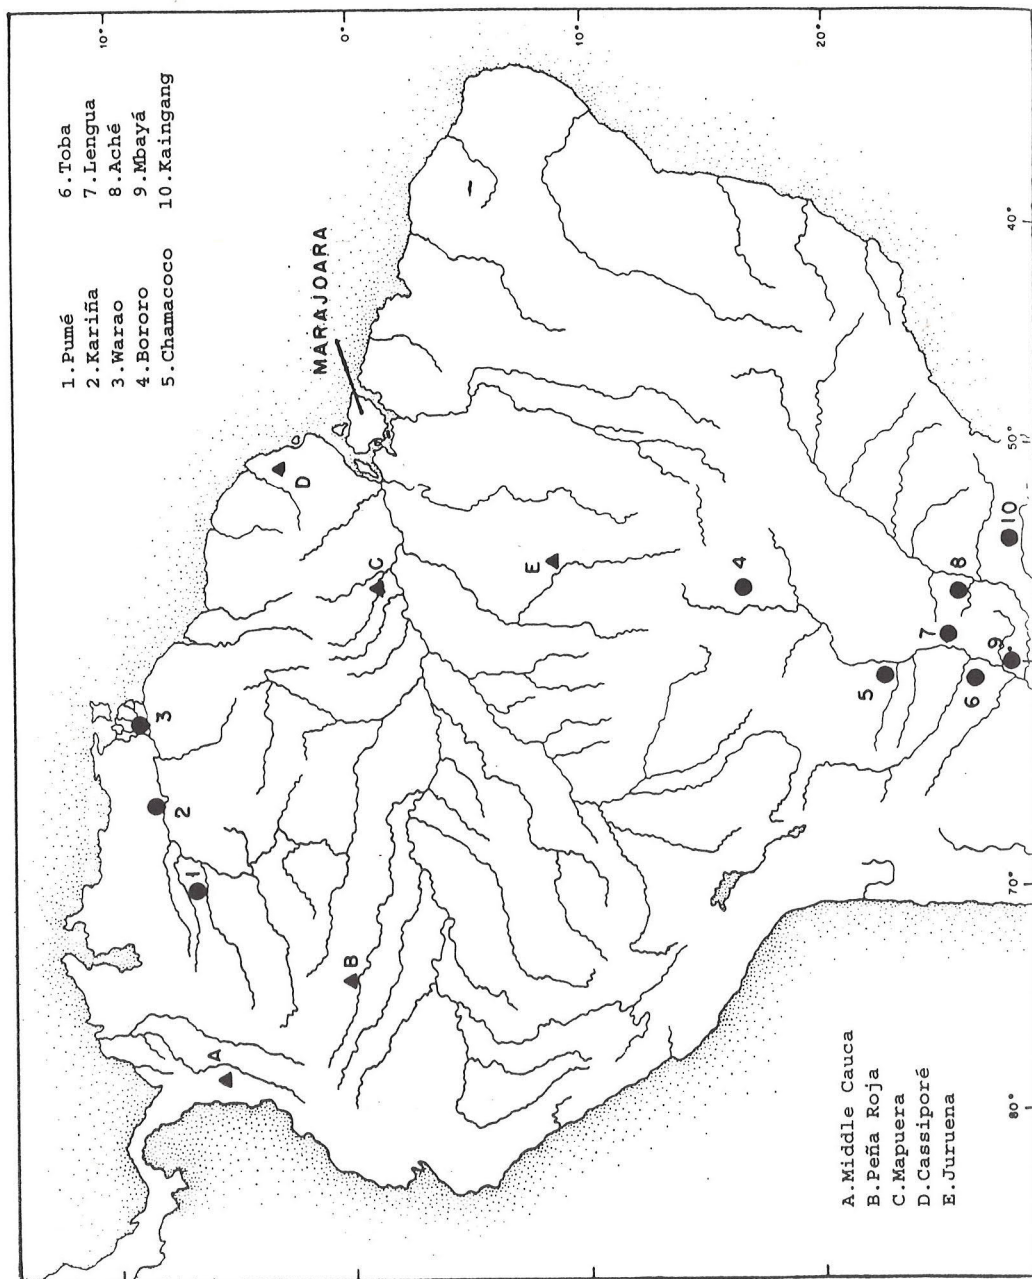 1.Pumé
2.Kariña
3.Warao
4.Bororo
5.Chamacoco
6.Toba
7.Lengua
8.Aché
9.Mbayá
10.Kaingang
MARAJOARA
A.Middle Cauca
B.Peña Roja
C.Mapuera
D.Cassiporé
E.Juruena
A
B
C
D
E
1
2
3
4
5
6
7
8
9
10
10°
0°
10°
20°
80°
70°
50°
40°